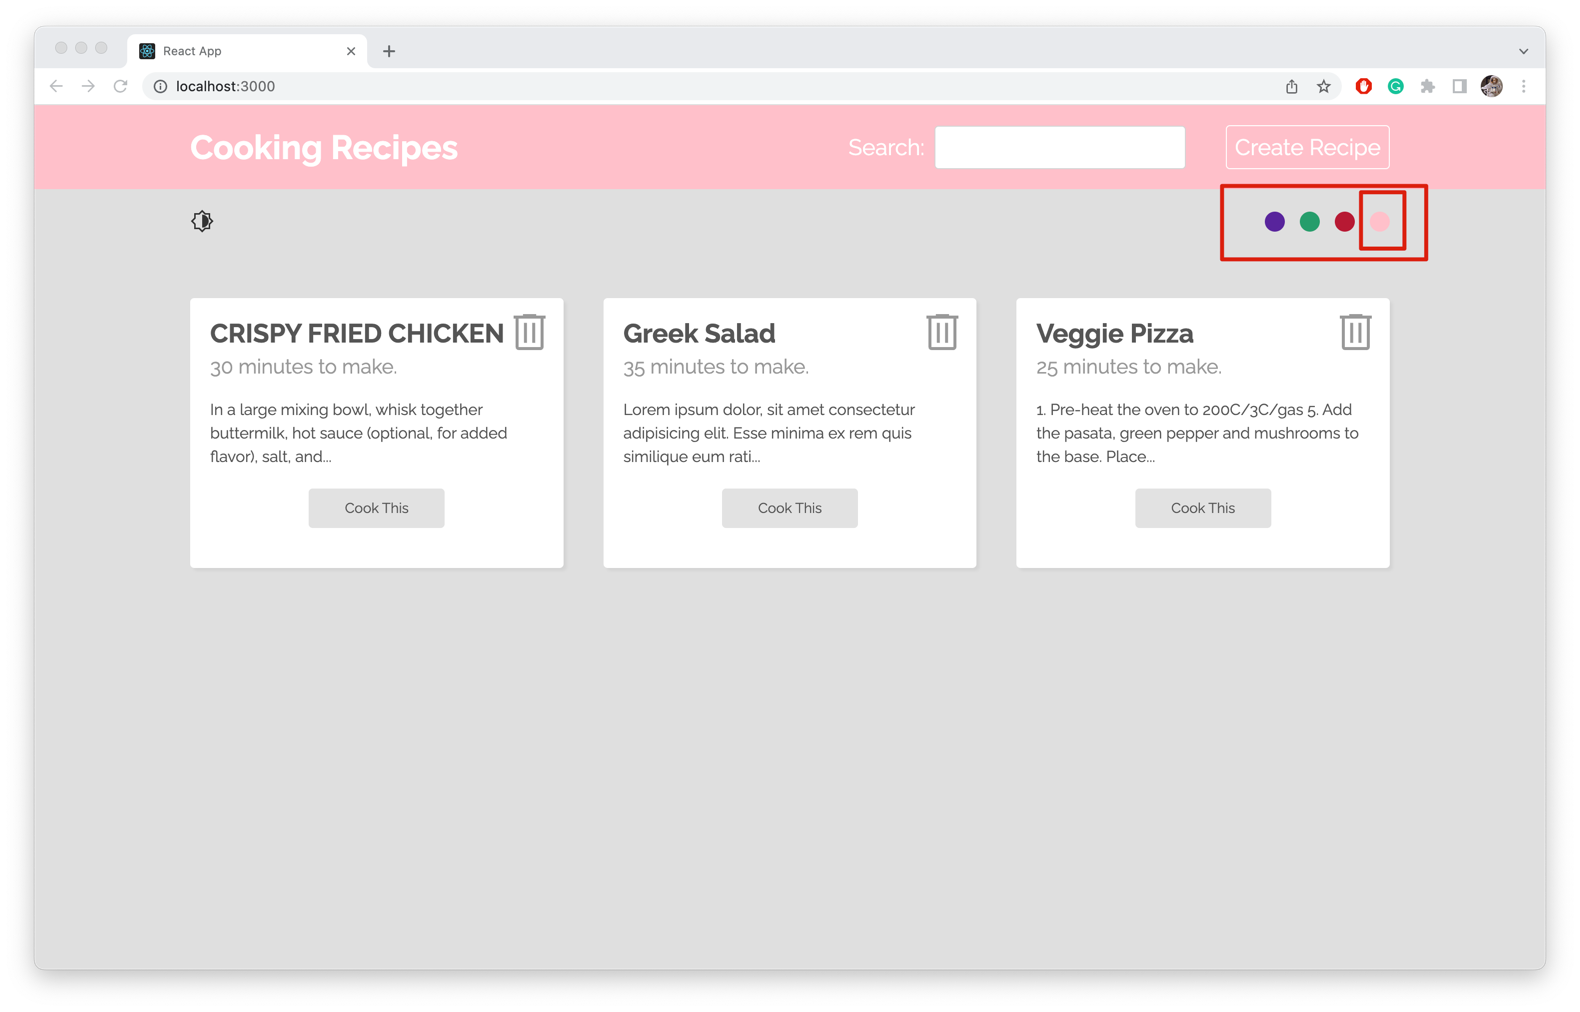 React App
localhost:3000
Cooking Recipes
Search:
Create Recipe
CRISPY FRIED CHICKEN
30 minutes to make.
In a large mixing bowl, whisk together
buttermilk, hot sauce (optional, for added
flavor), salt, and...
Cook This
Greek Salad
35 minutes to make.
Lorem ipsum dolor, sit amet consectetur
adipisicing elit. Esse minima ex rem quis
similique eum rati...
Cook This
Veggie Pizza
25 minutes to make.
1. Pre-heat the oven to 200C/3C/gas 5. Add
the pasata, green pepper and mushrooms to
the base. Place...
Cook This